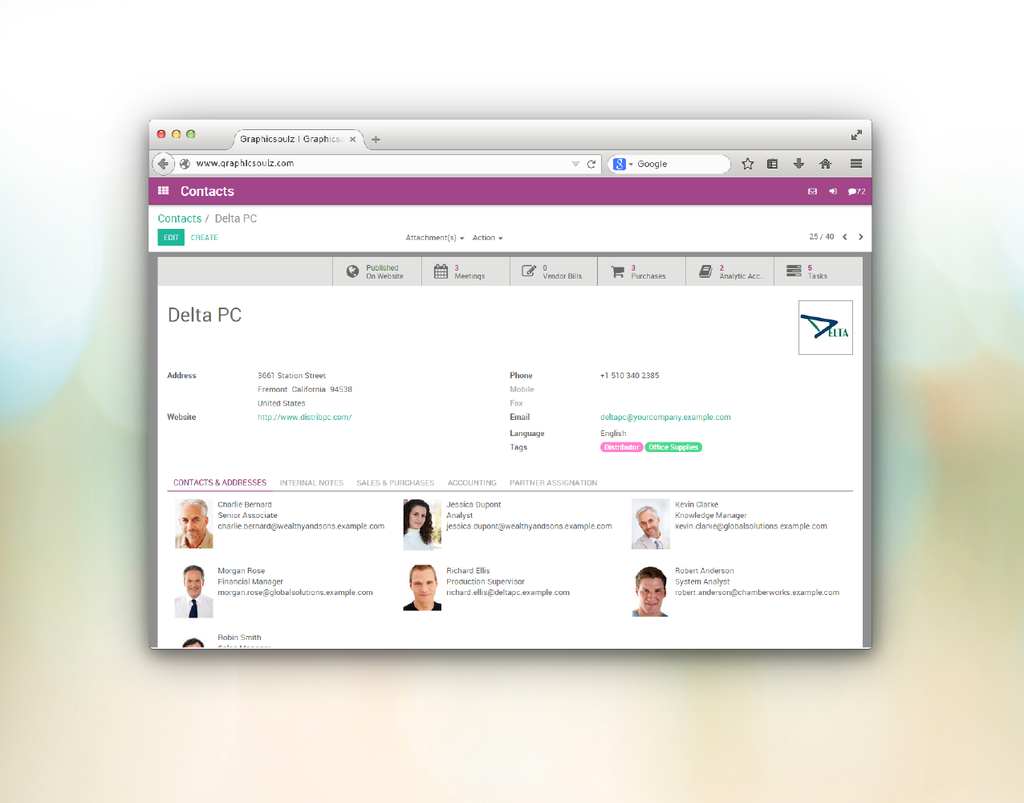 Graphicsoulz | Graphicso
www.graphicsoulz.com
Google
Contacts
72
Contacts / Delta PC
EDIT CREATE
Attachment(s) Action
25 / 40
Published
On Website
3
Meetings
0
Vendor Bills.
3
Purchases
2
Analytic Acc...
5
Tasks
Delta PC
ELTA
Address 3661 Station Street
Fremont California 94538
United States
Website http://www.distribpc.com/
Phone +1 510 340 2385
Mobile
Fax
Email deltapc@yourcompany.example.com
Language English
Tags Distributor Office Supplies
CONTACTS & ADDRESSES INTERNAL NOTES SALES & PURCHASES ACCOUNTING PARTNER ASSIGNATION
Charlie Bernard
Senior Associate
charlie.bernard@wealthyandsons.example.com
Jessica Dupont
Analyst
jessica.dupont@wealthyandsons.example.com
Kevin Clarke
Knowledge Manager
kevin.clarke@globalsolutions.example.com
Morgan Rose
Financial Manager
morgan.rose@globalsolutions.example.com
Richard Ellis
Production Supervisor
richard.ellis@deltapc.example.com
Robert Anderson
System Analyst
robert.anderson@chamberworks.example.com
Robin Smith